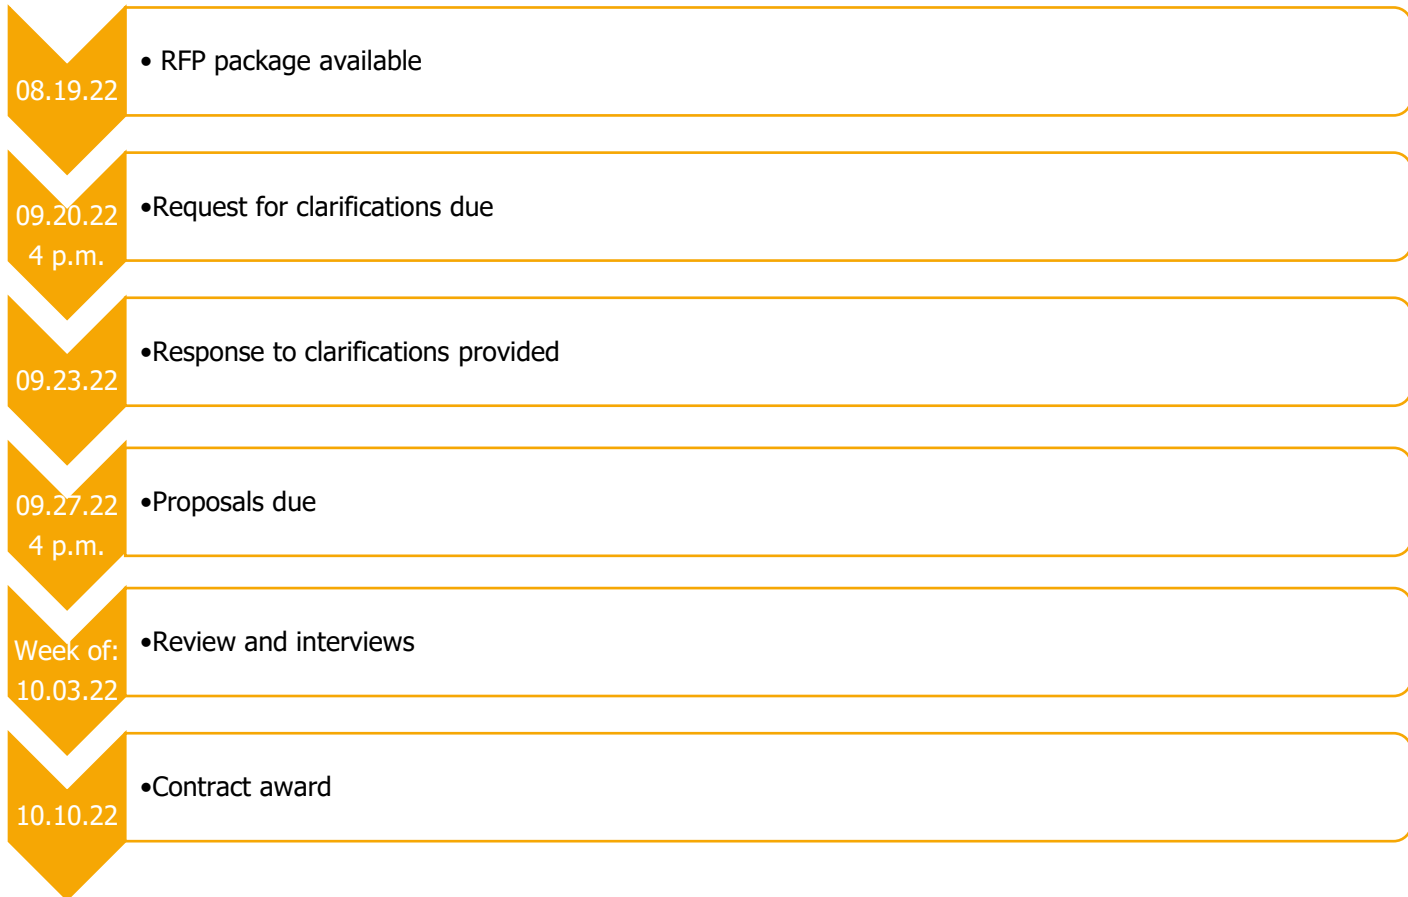 08.19.22
• RFP package available
09.20.22
4 p.m.
•Request for clarifications due
09.23.22
•Response to clarifications provided
09.27.22
4 p.m.
•Proposals due
Week of:
10.03.22
•Review and interviews
10.10.22
•Contract award